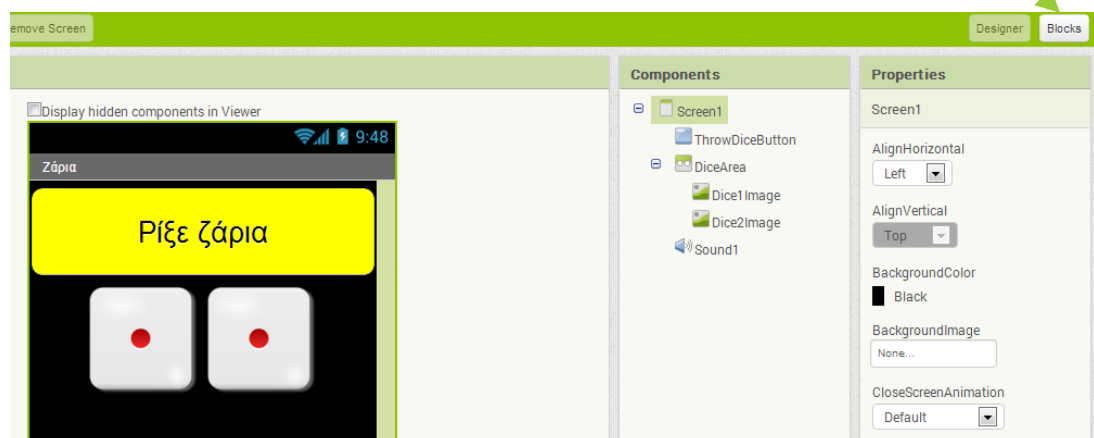 emove Screen
Designer
Blocks
Display hidden components in Viewer
9:48
Ζάρια
Ρίξε ζάρια
Components
Screen1
ThrowDiceButton
DiceArea
Dice1Image
Dice2Image
Sound1
Properties
Screen1
AlignHorizontal
Left
AlignVertical
Top
BackgroundColor
Black
BackgroundImage
None...
CloseScreenAnimation
Default